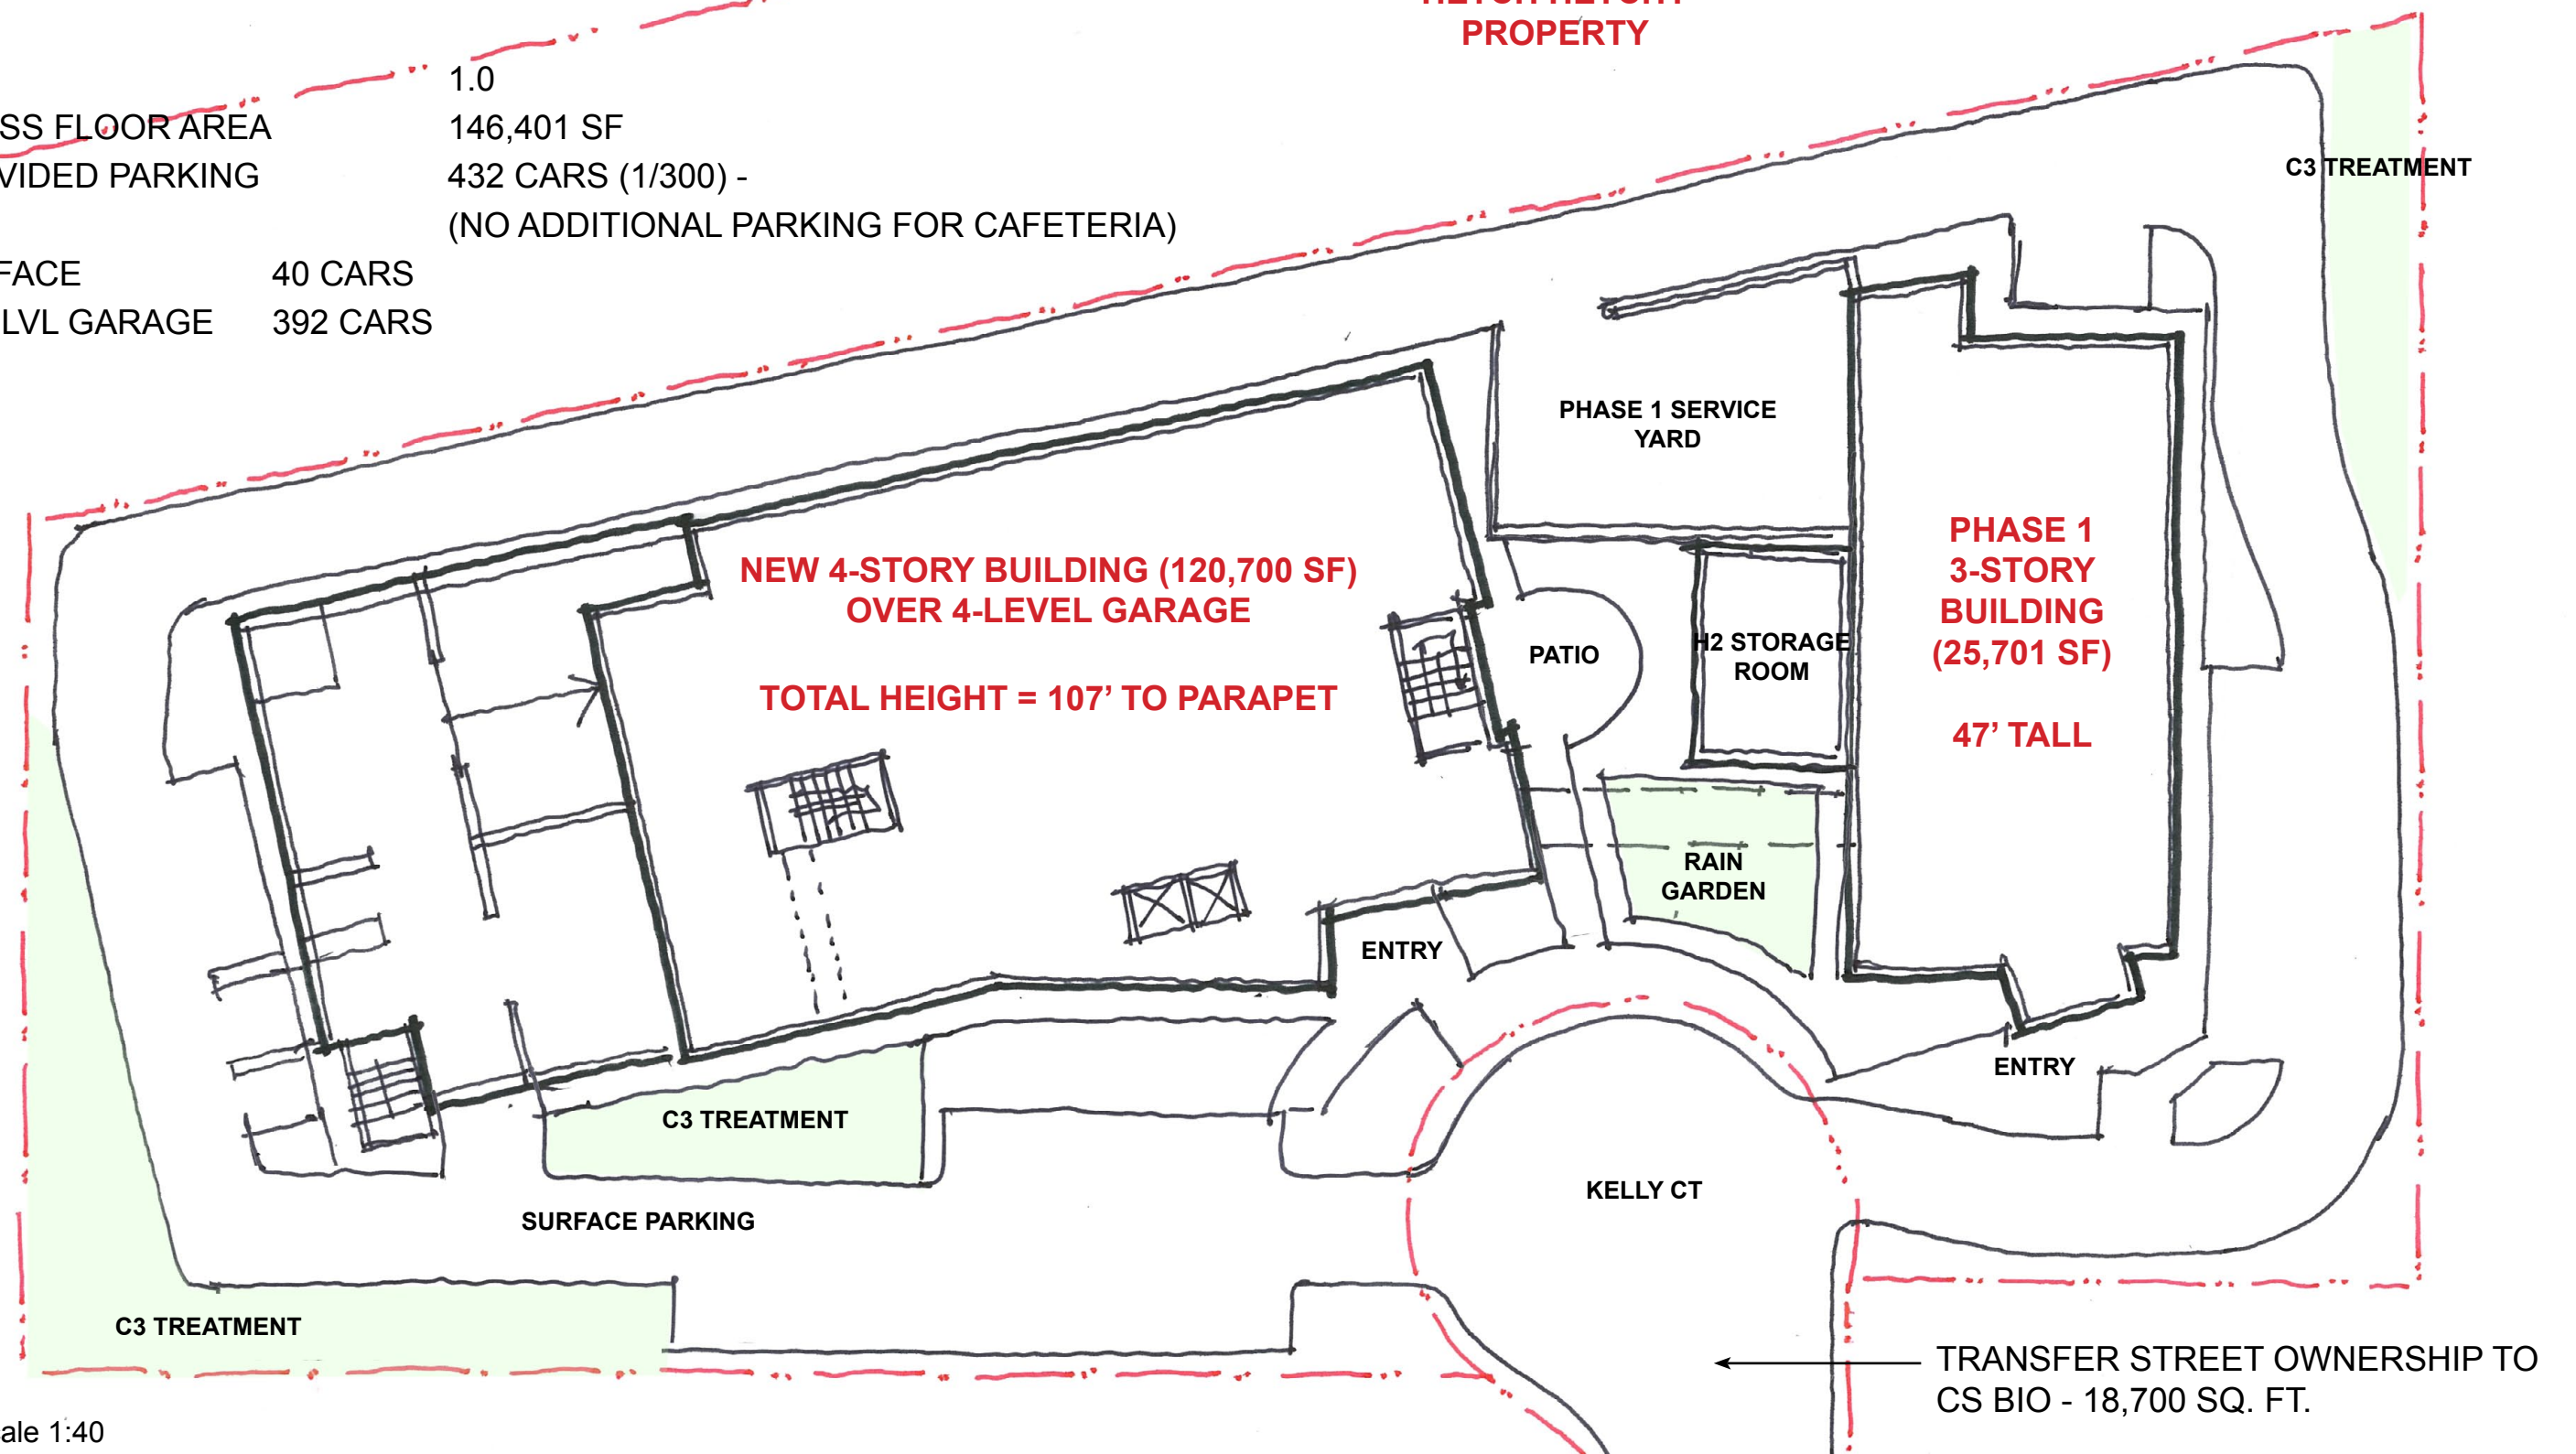 PROPERTY
1.0
SS FLOOR AREA 146,401 SF
VIDED PARKING 432 CARS (1/300) -
(NO ADDITIONAL PARKING FOR CAFETERIA)
FACE 40 CARS
LVL GARAGE 392 CARS
C3 TREATMENT
PHASE 1 SERVICE
YARD
NEW 4-STORY BUILDING (120,700 SF)
OVER 4-LEVEL GARAGE
TOTAL HEIGHT = 107' TO PARAPET
PATIO
H2 STORAGE
ROOM
PHASE 1
3-STORY
BUILDING
(25,701 SF)
47' TALL
RAIN
GARDEN
ENTRY
ENTRY
C3 TREATMENT
KELLY CT
SURFACE PARKING
C3 TREATMENT
TRANSFER STREET OWNERSHIP TO
CS BIO - 18,700 SQ. FT.
ale 1:40